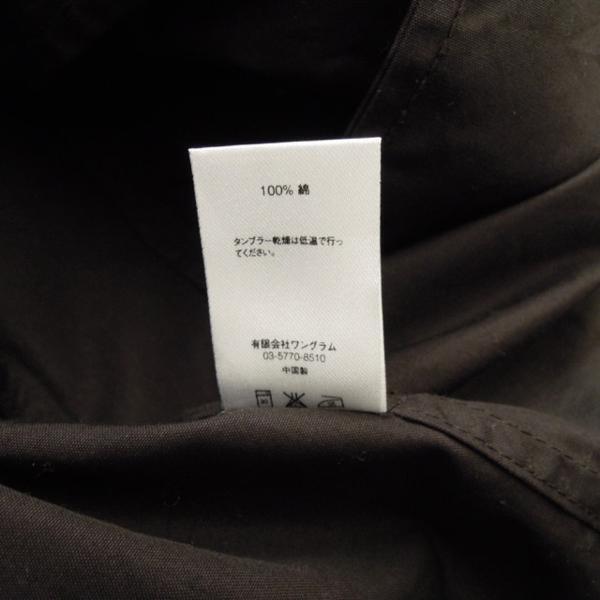 100% 綿
タンブラー乾燥は低温で行っ
てください。
有限会社ワングラム
03-5770-8510
中国製